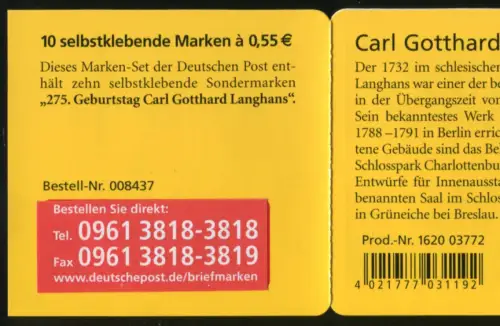 10 selbstklebende Marken à 0,55 €
Dieses Marken-Set der Deutschen Post ent-
hält zehn selbstklebende Sondermarken
„275. Geburtstag Carl Gotthard Langhans“.
Bestell-Nr. 008437
Bestellen Sie direkt:
Tel. 0961 3818-3818
Fax 0961 3818-3819
www.deutschepost.de/briefmarken
Carl Gotthard
Der 1732 im schlesischen
Langhans war einer der be
in der Übergangszeit von
Sein bekanntestes Werk
1788–1791 in Berlin erric
tene Gebäude sind das Bel
Schlosspark Charlottenbu
Entwürfe für Innenaussta
benannten Saal im Schlos
in Grüneiche bei Breslau.
Prod.-Nr. 1620 03772
4 021777 031192